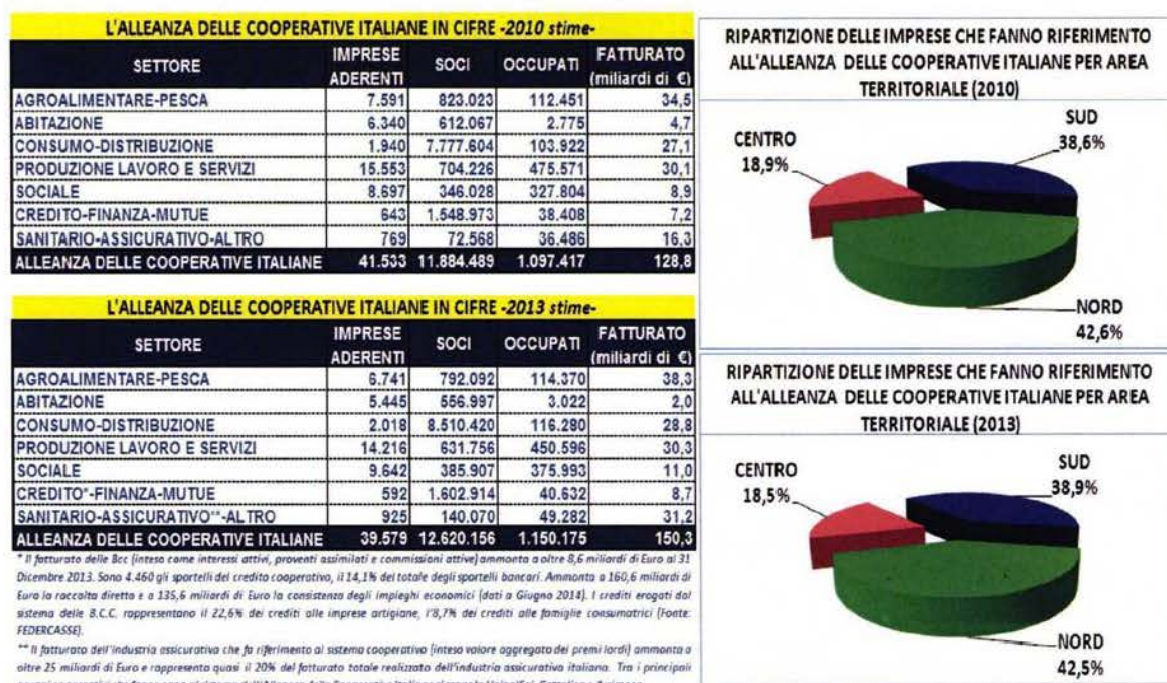 L'ALLEANZA DELLE COOPERATIVE ITALIANE IN CIFRE -2010 stime-
SETTORE IMPRESE ADERENTI SOCI OCCUPATI FATTURATO (miliardi di €)
AGROALIMENTARE-PESCA 7.591 823.023 112.451 34,5
ABITAZIONE 6.340 612.067 2.775 4,7
CONSUMO-DISTRIBUZIONE 1.940 7.777.604 103.922 27,1
PRODUZIONE LAVORO E SERVIZI 15.553 704.226 475.571 30,1
SOCIALE 8.697 346.028 327.804 8,9
CREDITO-FINANZA-MUTUE 643 1.548.973 38.408 7,2
SANITARIO-ASSICURATIVO-ALTRO 769 72.568 36.486 16,3
ALLEANZA DELLE COOPERATIVE ITALIANE 41.533 11.884.489 1.097.417 128,8
L'ALLEANZA DELLE COOPERATIVE ITALIANE IN CIFRE -2013 stime-
SETTORE IMPRESE ADERENTI SOCI OCCUPATI FATTURATO (miliardi di €)
AGROALIMENTARE-PESCA 6.741 792.092 114.370 38,3
ABITAZIONE 5.445 556.997 3.022 2,0
CONSUMO-DISTRIBUZIONE 2.018 8.510.420 116.280 28,8
PRODUZIONE LAVORO E SERVIZI 14.216 631.756 450.596 30,3
SOCIALE 9.642 385.907 375.993 11,0
CREDITO*-FINANZA-MUTUE 592 1.602.914 40.632 8,7
SANITARIO-ASSICURATIVO**-ALTRO 925 140.070 49.282 31,2
ALLEANZA DELLE COOPERATIVE ITALIANE 39.579 12.620.156 1.150.175 150,3
* Il fatturato delle Bcc (inteso come interessi attivi, proventi assimilati e commissioni attive) ammonta a oltre 8,6 miliardi di Euro al 31
Dicembre 2013. Sono 4.460 gli sportelli del credito cooperativo, il 14,1% del totale degli sportelli bancari. Ammonta a 160,6 miliardi di
Euro la raccolta diretta e a 135,6 miliardi di Euro la consistenza degli impieghi economici (dati a Giugno 2014). I crediti erogati dal
sistema delle B.C.C. rappresentano il 22,6% dei crediti alle imprese artigiane, l'8,7% dei crediti alle famiglie consumatrici (Fonte:
FEDERCASSE).
** Il fatturato dell'industria assicurativa che fa riferimento al sistema cooperativo (inteso valore aggregato dei premi lordi) ammonta a
oltre 25 miliardi di Euro e rappresenta quasi il 20% del fatturato totale realizzato dell'industria assicurativa italiana. Tra i principali
RIPARTIZIONE DELLE IMPRESE CHE FANNO RIFERIMENTO
ALL'ALLEANZA DELLE COOPERATIVE ITALIANE PER AREA
TERRITORIALE (2010)
CENTRO
18,9%
SUD
38,6%
NORD
42,6%
RIPARTIZIONE DELLE IMPRESE CHE FANNO RIFERIMENTO
ALL'ALLEANZA DELLE COOPERATIVE ITALIANE PER AREA
TERRITORIALE (2013)
CENTRO
18,5%
SUD
38,9%
NORD
42,5%